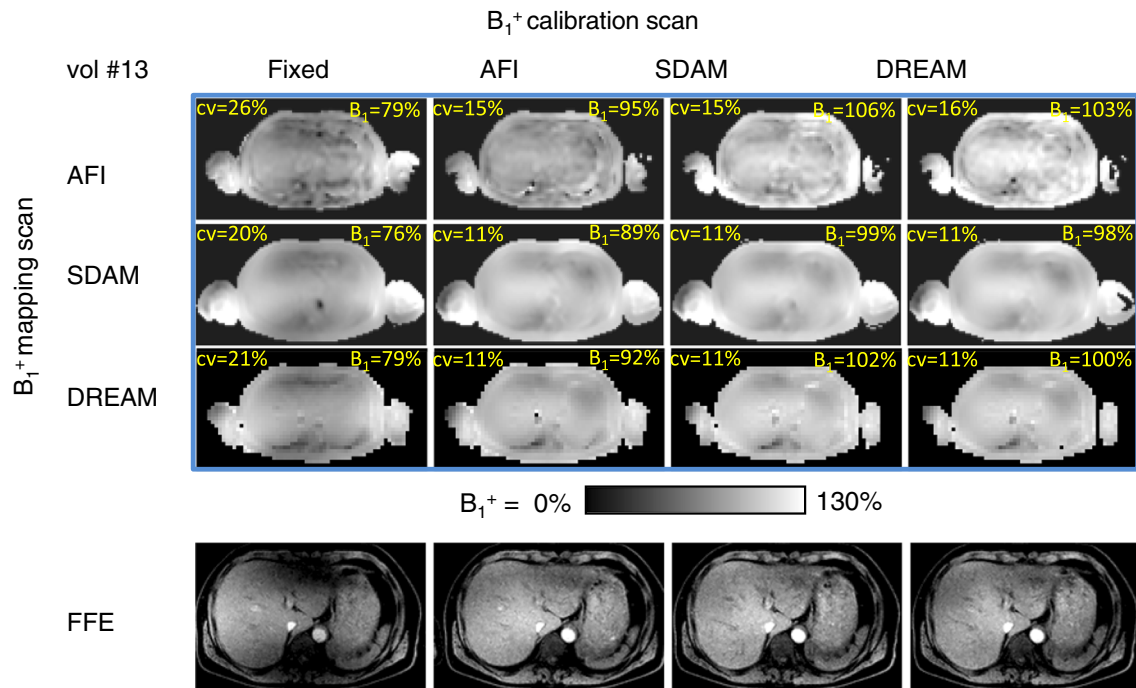 B₁⁺ calibration scan
vol #13 Fixed AFI SDAM DREAM
B₁⁺ mapping scan
AFI
cv=26% B₁=79% cv=15% B₁=95% cv=15% B₁=106% cv=16% B₁=103%
SDAM
cv=20% B₁=76% cv=11% B₁=89% cv=11% B₁=99% cv=11% B₁=98%
DREAM
cv=21% B₁=79% cv=11% B₁=92% cv=11% B₁=102% cv=11% B₁=100%
B₁⁺ = 0% 130%
FFE